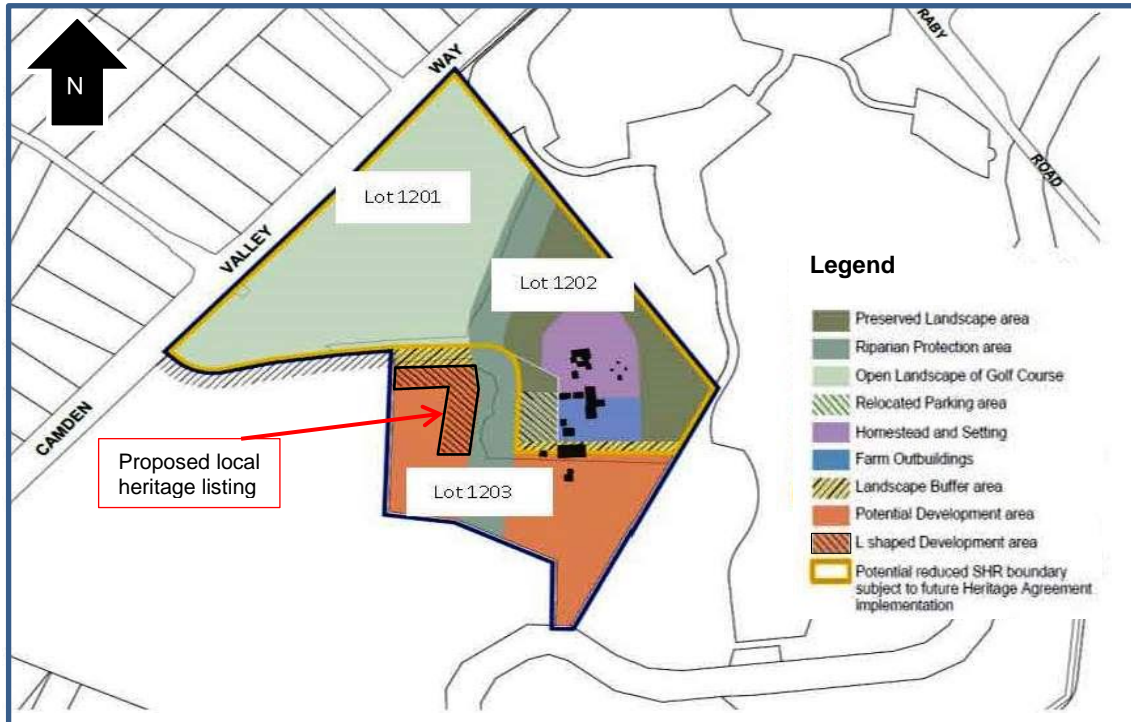 N
RABY
ROAD
WAY
VALLEY
CAMDEN
Lot 1201
Lot 1202
Lot 1203
Proposed local
heritage listing
Legend
Preserved Landscape area
Riparian Protection area
Open Landscape of Golf Course
Relocated Parking area
Homestead and Setting
Farm Outbuildings
Landscape Buffer area
Potential Development area
L shaped Development area
Potential reduced SHR boundary
subject to future Heritage Agreement
implementation